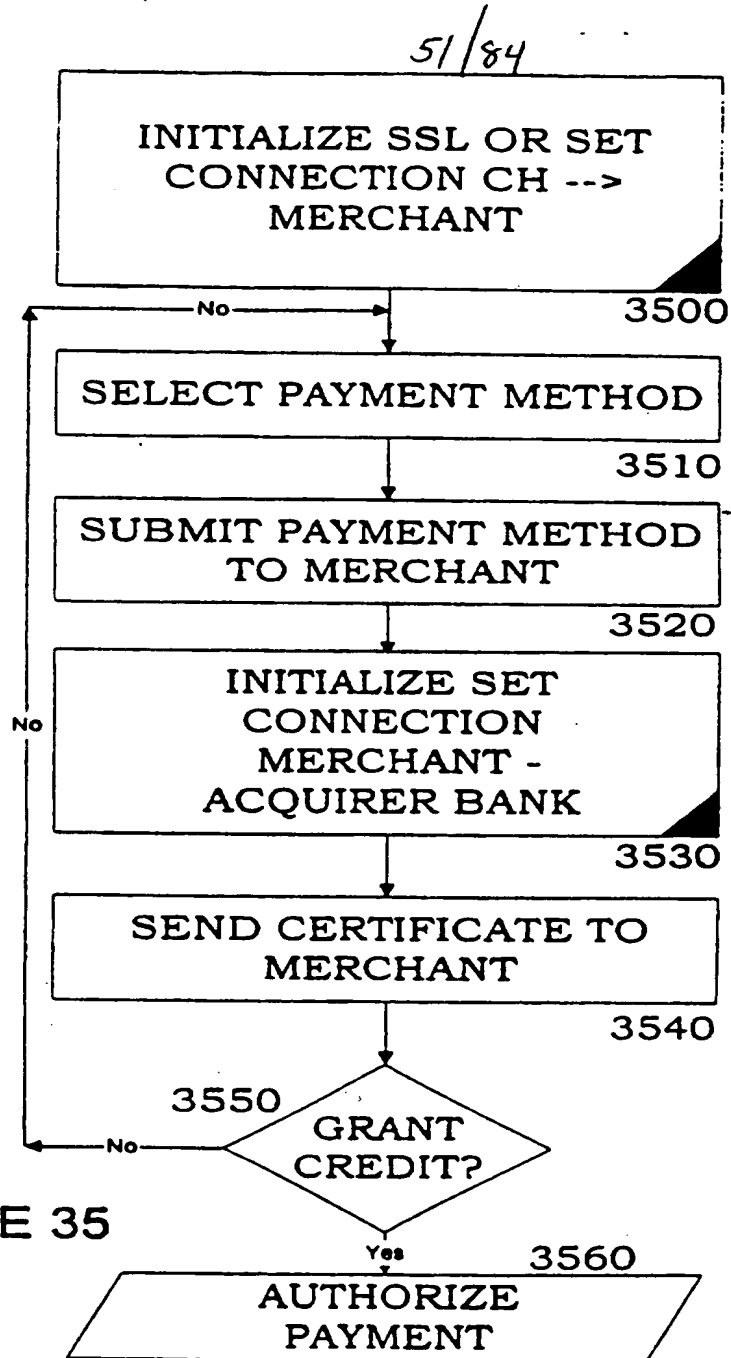 51/84
INITIALIZE SSL OR SET
CONNECTION CH -->
MERCHANT
3500
No
SELECT PAYMENT METHOD
3510
SUBMIT PAYMENT METHOD
TO MERCHANT
3520
No
INITIALIZE SET
CONNECTION
MERCHANT -
ACQUIRER BANK
3530
SEND CERTIFICATE TO
MERCHANT
3540
3550
GRANT
CREDIT?
No
E 35
Yes
3560
AUTHORIZE
PAYMENT